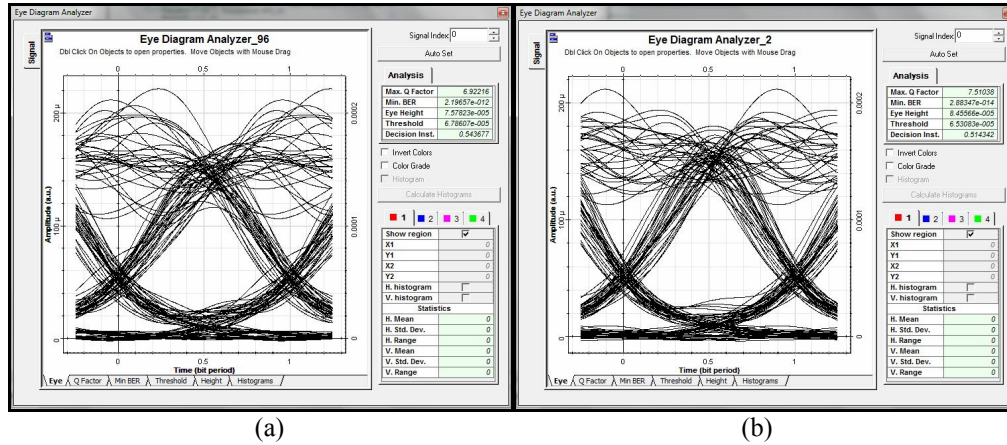 Eye Diagram Analyzer
Signal
Eye Diagram Analyzer_96
Dbl Click On Objects to open properties. Move Objects with Mouse Drag
0 0.5 1
200 µ
100 µ
0
Amplitude (a.u.)
0.0002
0.0001
0
0 0.5 1
Time (bit period)
Eye Q Factor Min BER Threshold Height Histograms
Signal Index: 0
Auto Set
Analysis
Max. Q Factor 6.92216
Min. BER 2.19657e-012
Eye Height 7.57823e-005
Threshold 6.78607e-005
Decision Inst. 0.543677
Invert Colors
Color Grade
Histogram
Calculate Histograms
1 2 3 4
Show region
X1 0
Y1 0
X2 0
Y2 0
H. histogram
V. histogram
Statistics
H. Mean 0
H. Std. Dev. 0
H. Range 0
V. Mean 0
V. Std. Dev. 0
V. Range 0
(a)
Eye Diagram Analyzer
Signal
Eye Diagram Analyzer_2
Dbl Click On Objects to open properties. Move Objects with Mouse Drag
0 0.5 1
200 µ
100 µ
0
Amplitude (a.u.)
0.0002
0.0001
0
0 0.5 1
Time (bit period)
Eye Q Factor Min BER Threshold Height Histograms
Signal Index: 0
Auto Set
Analysis
Max. Q Factor 7.51038
Min. BER 2.88347e-014
Eye Height 8.45566e-005
Threshold 6.53083e-005
Decision Inst. 0.514342
Invert Colors
Color Grade
Histogram
Calculate Histograms
1 2 3 4
Show region
X1 0
Y1 0
X2 0
Y2 0
H. histogram
V. histogram
Statistics
H. Mean 0
H. Std. Dev. 0
H. Range 0
V. Mean 0
V. Std. Dev. 0
V. Range 0
(b)